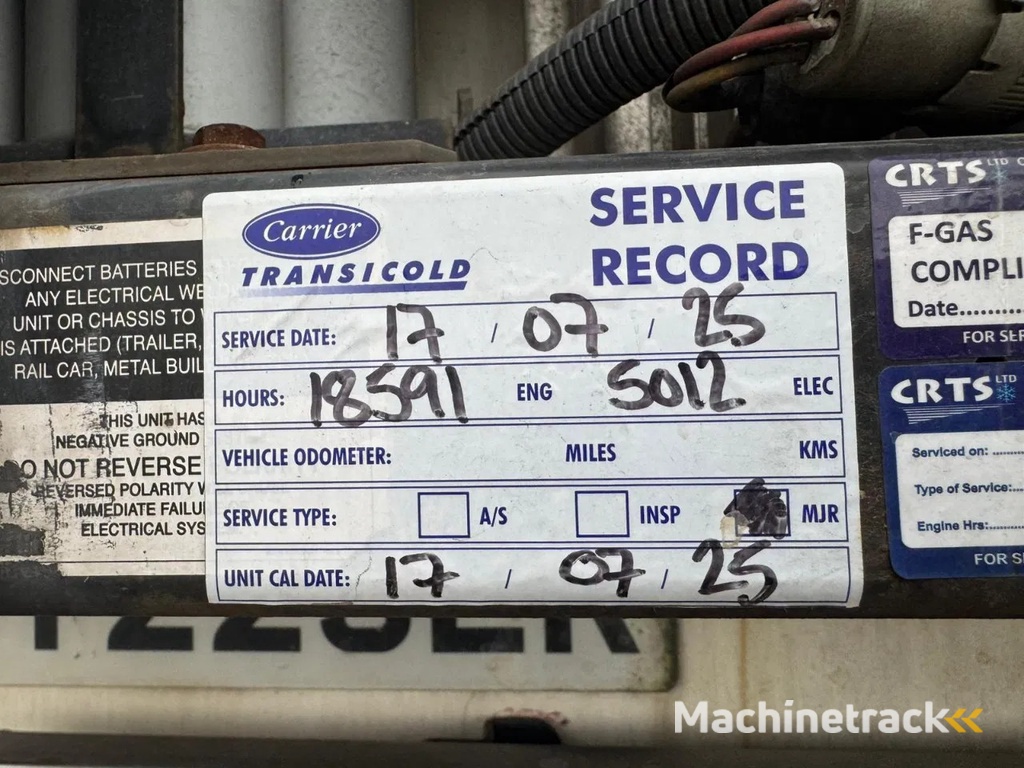 SCONNECT BATTERIES
ANY ELECTRICAL WE
UNIT OR CHASSIS TO
IS ATTACHED (TRAILER,
RAIL CAR, METAL BUIL
THIS UNIT HAS
NEGATIVE GROUND
O NOT REVERSE
REVERSED POLARITY
IMMEDIATE FAILU
ELECTRICAL SYS
Carrier
TRANSICOLD
SERVICE
RECORD
SERVICE DATE: 17 / 07 / 25
HOURS: 18591 ENG 5012 ELEC
VEHICLE ODOMETER: MILES KMS
SERVICE TYPE: A/S INSP MJR
UNIT CAL DATE: 17 / 07 / 25
CRTS LTD
F-GAS
COMPLI
Date..........
FOR SER
CRTS LTD
Serviced on: .........
Type of Service:...
Engine Hrs:.........
FOR S
Machinetrack